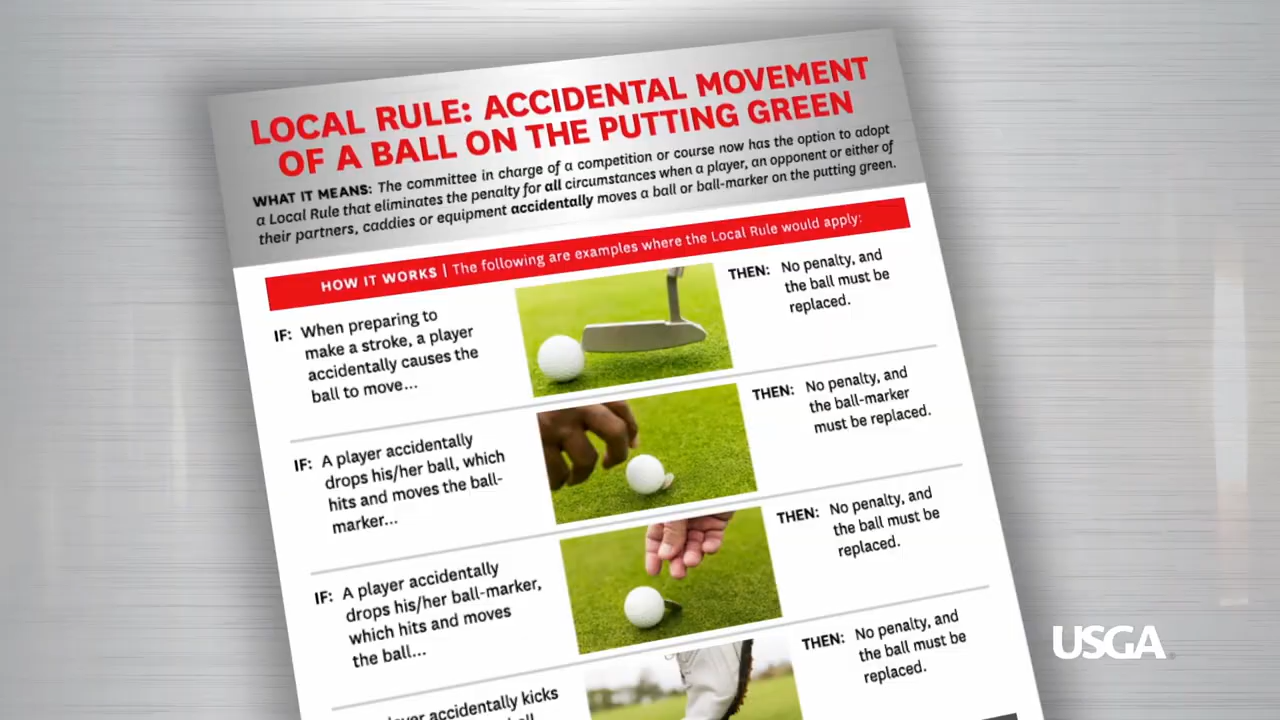 LOCAL RULE: ACCIDENTAL MOVEMENT
OF A BALL ON THE PUTTING GREEN
WHAT IT MEANS: The committee in charge of a competition or course now has the option to adopt
a Local Rule that eliminates the penalty for all circumstances when a player, an opponent or either of
their partners, caddies or equipment accidentally moves a ball or ball-marker on the putting green.
HOW IT WORKS | The following are examples where the Local Rule would apply:
IF: When preparing to
make a stroke, a player
accidentally causes the
ball to move...
THEN: No penalty, and
the ball must be
replaced.
IF: A player accidentally
drops his/her ball, which
hits and moves the ball-
marker...
THEN: No penalty, and
the ball-marker
must be replaced.
IF: A player accidentally
drops his/her ball-marker,
which hits and moves
the ball...
THEN: No penalty, and
the ball must be
replaced.
accidentally kicks
THEN: No penalty, and
the ball must be
replaced.
USGA